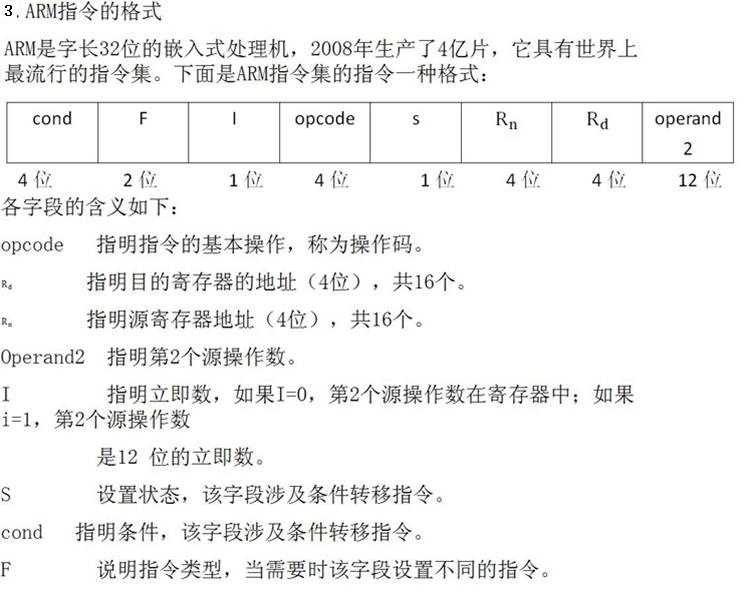 3.ARM指令的格式
ARM是字长32位的嵌入式处理机，2008年生产了4亿片，它具有世界上
最流行的指令集。下面是ARM指令集的指令一种格式：
cond F I opcode s Rn Rd operand
2
4 位 2 位 1 位 4 位 1 位 4 位 4 位 12 位
各字段的含义如下：
opcode 指明指令的基本操作，称为操作码。
Rd 指明目的寄存器的地址（4位），共16个。
Rn 指明源寄存器地址（4位），共16个。
Operand2 指明第2个源操作数。
I 指明立即数，如果I=0，第2个源操作数在寄存器中；如果
i=1，第2个源操作数
是12 位的立即数。
S 设置状态，该字段涉及条件转移指令。
cond 指明条件，该字段涉及条件转移指令。
F 说明指令类型，当需要时该字段设置不同的指令。